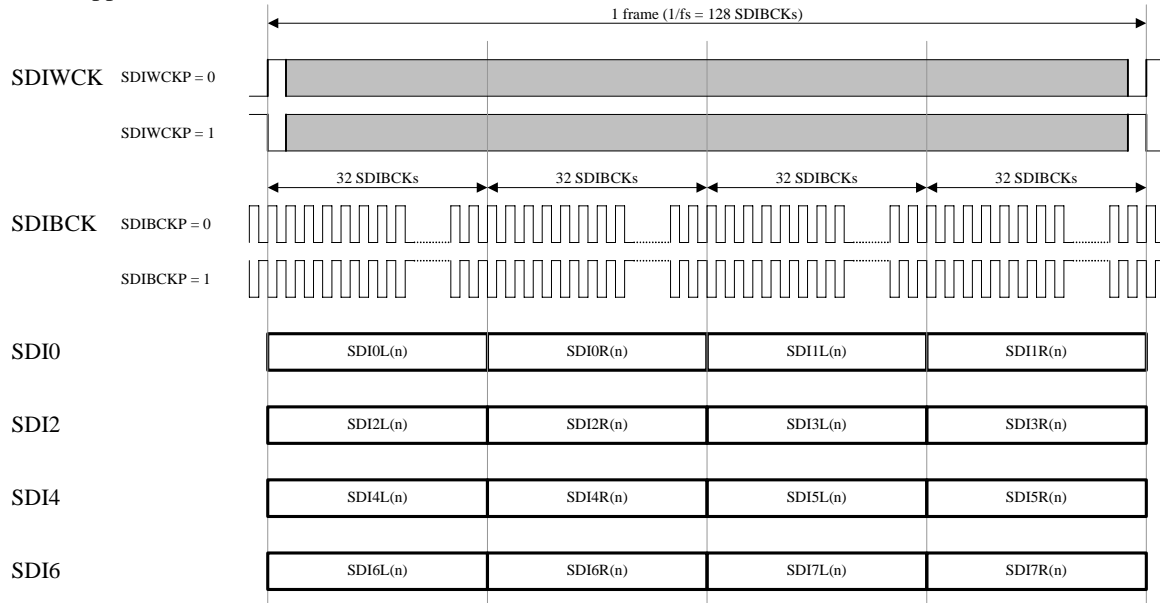 1 frame (1/fs = 128 SDIBCKs)
SDIWCK SDIWCKP = 0
SDIWCKP = 1
32 SDIBCKs 32 SDIBCKs 32 SDIBCKs 32 SDIBCKs
SDIBCK SDIBCKP = 0
SDIBCKP = 1
SDI0 SDI0L(n) SDI0R(n) SDI1L(n) SDI1R(n)
SDI2 SDI2L(n) SDI2R(n) SDI3L(n) SDI3R(n)
SDI4 SDI4L(n) SDI4R(n) SDI5L(n) SDI5R(n)
SDI6 SDI6L(n) SDI6R(n) SDI7L(n) SDI7R(n)